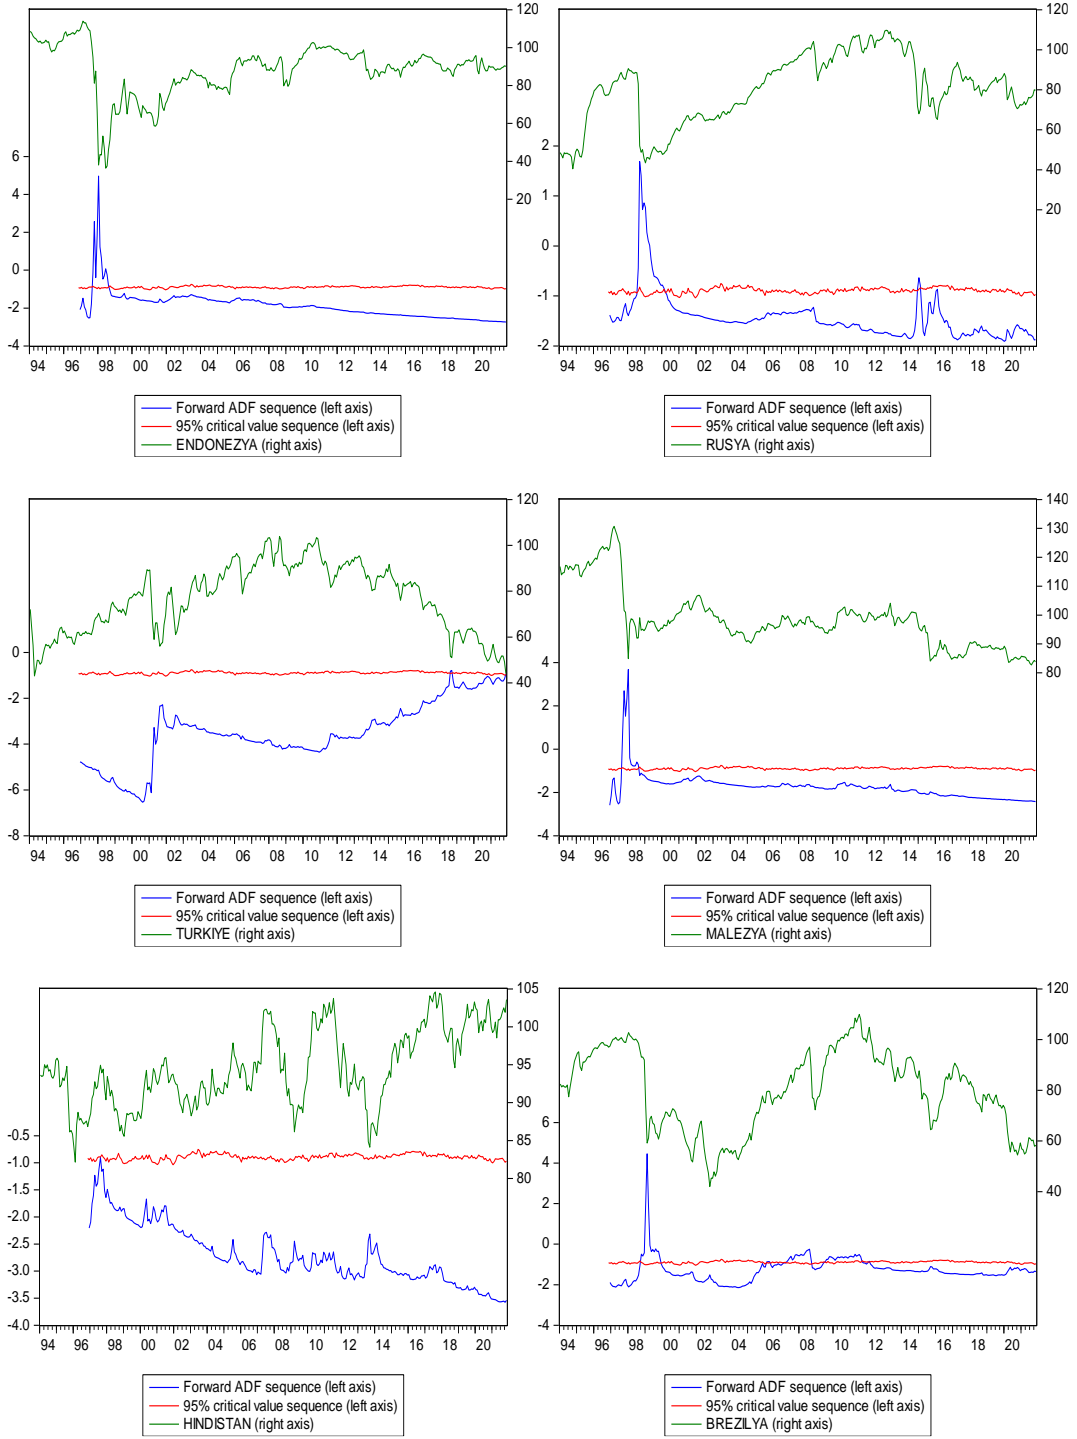 120
100
80
60
40
20
6
4
2
0
-2
-4
94 96 98 00 02 04 06 08 10 12 14 16 18 20
Forward ADF sequence (left axis)
95% critical value sequence (left axis)
ENDONEZYA (right axis)
120
100
80
60
40
20
2
1
0
-1
-2
94 96 98 00 02 04 06 08 10 12 14 16 18 20
Forward ADF sequence (left axis)
95% critical value sequence (left axis)
RUSYA (right axis)
120
100
80
60
40
0
-2
-4
-6
-8
94 96 98 00 02 04 06 08 10 12 14 16 18 20
Forward ADF sequence (left axis)
95% critical value sequence (left axis)
TURKIYE (right axis)
140
130
120
110
100
90
80
4
2
0
-2
-4
94 96 98 00 02 04 06 08 10 12 14 16 18 20
Forward ADF sequence (left axis)
95% critical value sequence (left axis)
MALEZYA (right axis)
105
100
95
90
85
80
-0.5
-1.0
-1.5
-2.0
-2.5
-3.0
-3.5
-4.0
94 96 98 00 02 04 06 08 10 12 14 16 18 20
Forward ADF sequence (left axis)
95% critical value sequence (left axis)
HINDISTAN (right axis)
120
100
80
60
40
6
4
2
0
-2
-4
94 96 98 00 02 04 06 08 10 12 14 16 18 20
Forward ADF sequence (left axis)
95% critical value sequence (left axis)
BREZILYA (right axis)